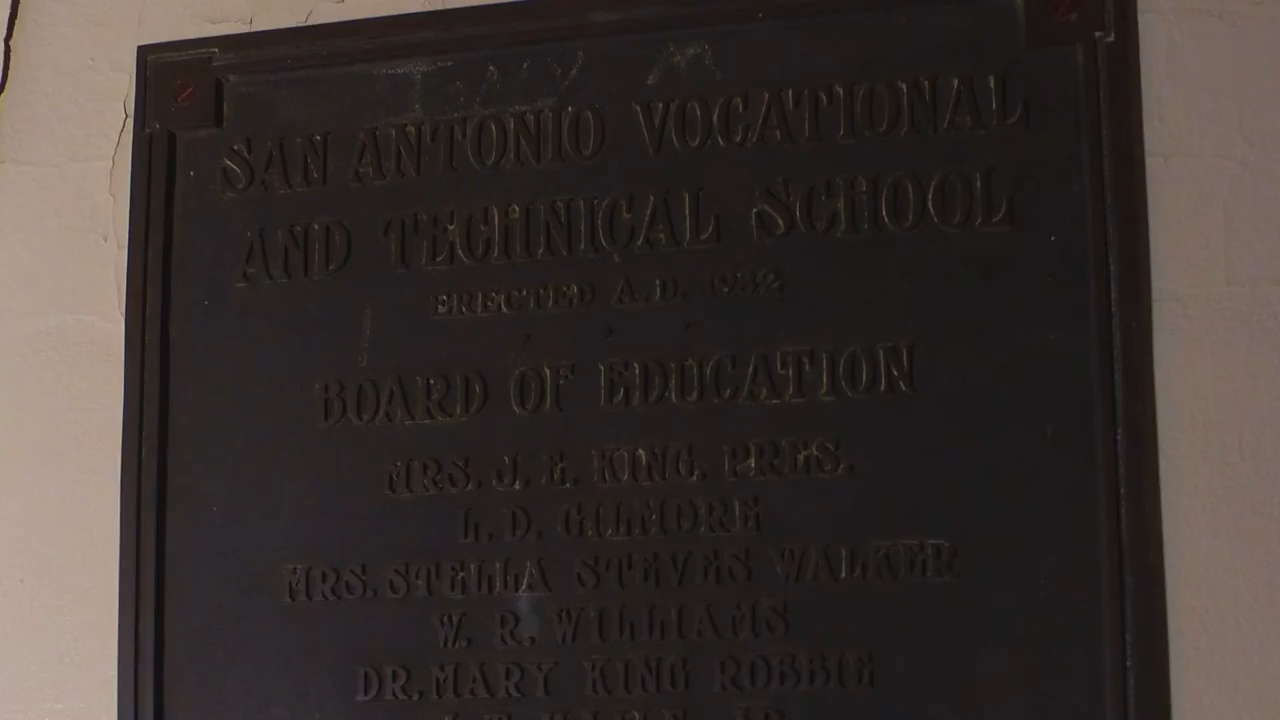 SAN ANTONIO VOCATIONAL
AND TECHNICAL SCHOOL
ERECTED A.D. 1932
BOARD OF EDUCATION
MRS. J. E. KING. PRES.
L. D. GILMORE
MRS. STELLA STEVES WALKER
W. R. WILLIAMS
DR. MARY KING ROBBIE